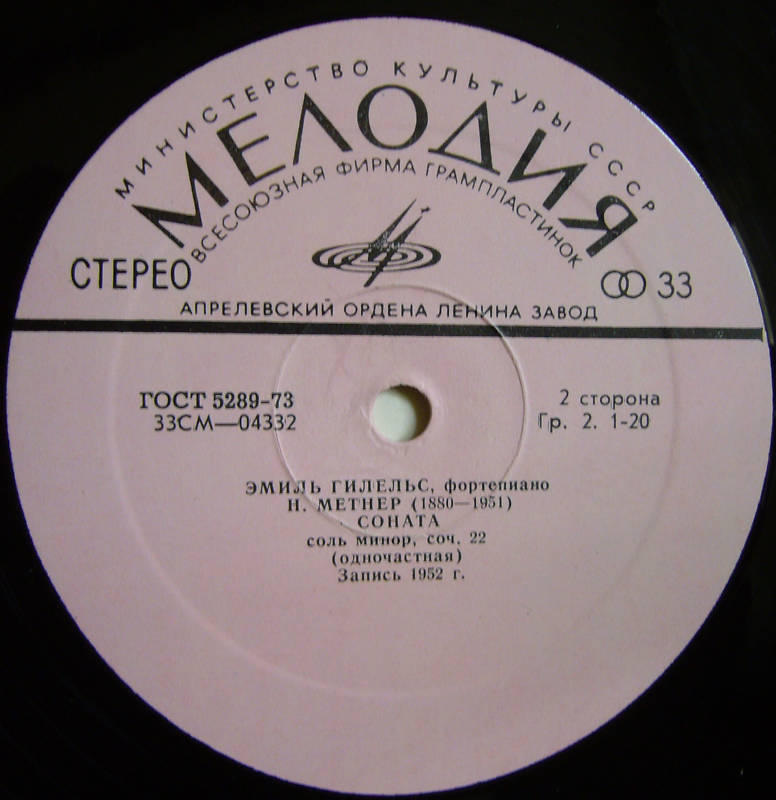 МИНИСТЕРСТВО КУЛЬТУРЫ СССР
МЕЛОДИЯ
ВСЕСОЮЗНАЯ ФИРМА ГРАМПЛАСТИНОК
СТЕРЕО
33
АПРЕЛЕВСКИЙ ОРДЕНА ЛЕНИНА ЗАВОД
ГОСТ 5289-73
33СМ—04332
2 сторона
Гр. 2. 1-20
ЭМИЛЬ ГИЛЕЛЬС, фортепиано
Н. МЕТНЕР (1880—1951)
СОНАТА
соль минор, соч. 22
(одночастная)
Запись 1952 г.